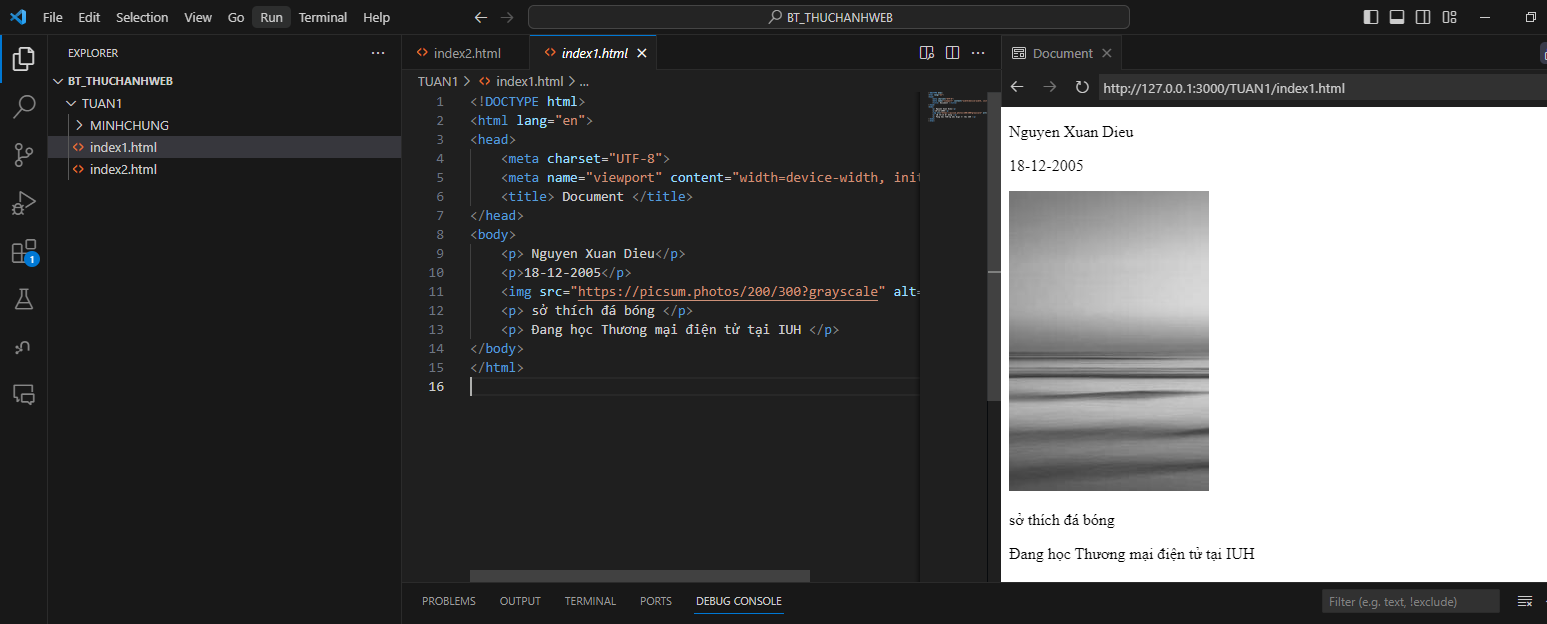 File Edit Selection View Go Run Terminal Help
BT_THUCHANHWEB
EXPLORER
BT_THUCHANHWEB
TUAN1
MINHCHUNG
index1.html
index2.html
1
index2.html
index1.html
TUAN1 > index1.html > ...
1 <!DOCTYPE html>
2 <html lang="en">
3 <head>
4 <meta charset="UTF-8">
5 <meta name="viewport" content="width=device-width, init
6 <title> Document </title>
7 </head>
8 <body>
9 <p> Nguyen Xuan Dieu</p>
10 <p>18-12-2005</p>
11 <img src="https://picsum.photos/200/300?grayscale" alt=
12 <p> sở thích đá bóng </p>
13 <p> Đang học Thương mại điện tử tại IUH </p>
14 </body>
15 </html>
16
Document
http://127.0.0.1:3000/TUAN1/index1.html
Nguyen Xuan Dieu
18-12-2005
sở thích đá bóng
Đang học Thương mại điện tử tại IUH
PROBLEMS OUTPUT TERMINAL PORTS DEBUG CONSOLE
Filter (e.g. text, !exclude)